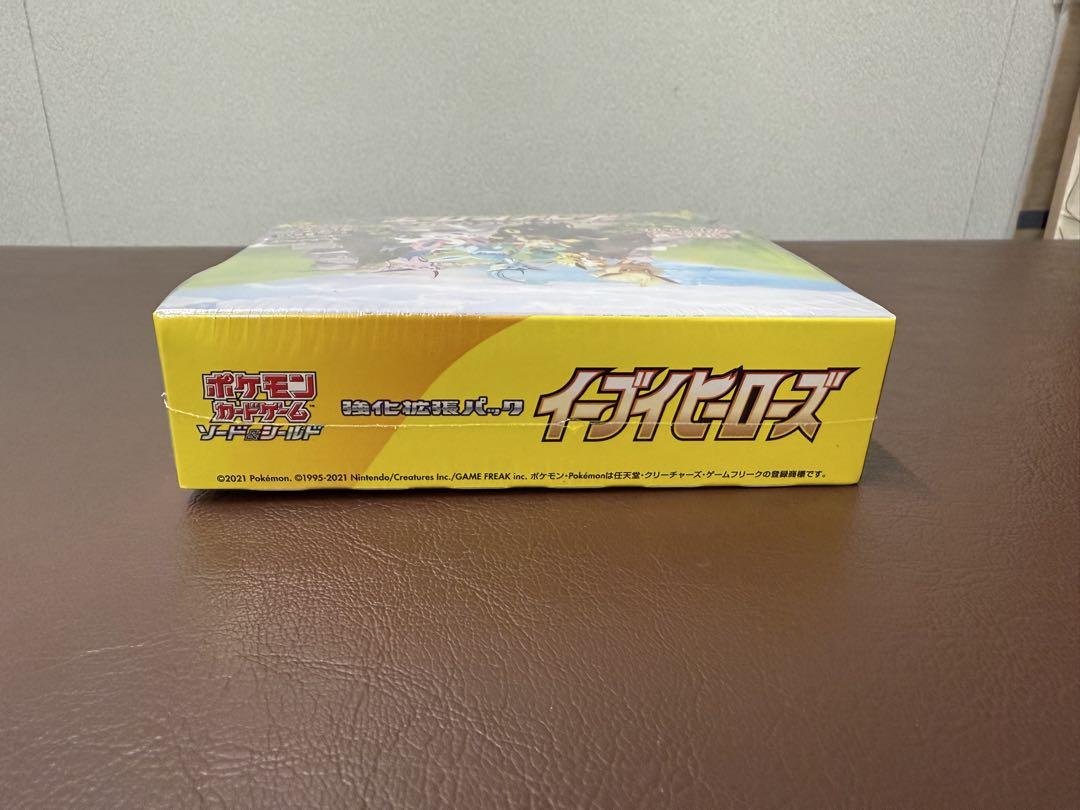 ポケモン
カードゲーム
ソード&シールド
強化拡張パック
イーブイヒーローズ
©2021 Pokémon. ©1995-2021 Nintendo/Creatures Inc./GAME FREAK inc. ポケモン・Pokémonは任天堂・クリーチャーズ・ゲームフリークの登録商標です。